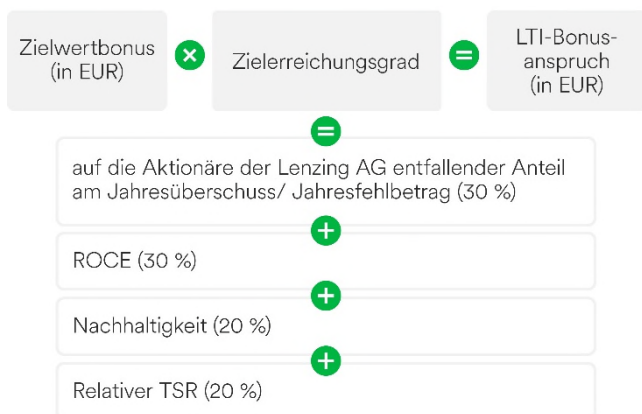 Zielwertbonus
(in EUR)
×
Zielerreichungsgrad
=
LTI-Bonus-
anspruch
(in EUR)
=
auf die Aktionäre der Lenzing AG entfallender Anteil
am Jahresüberschuss/ Jahresfehlbetrag (30 %)
+
ROCE (30 %)
+
Nachhaltigkeit (20 %)
+
Relativer TSR (20 %)